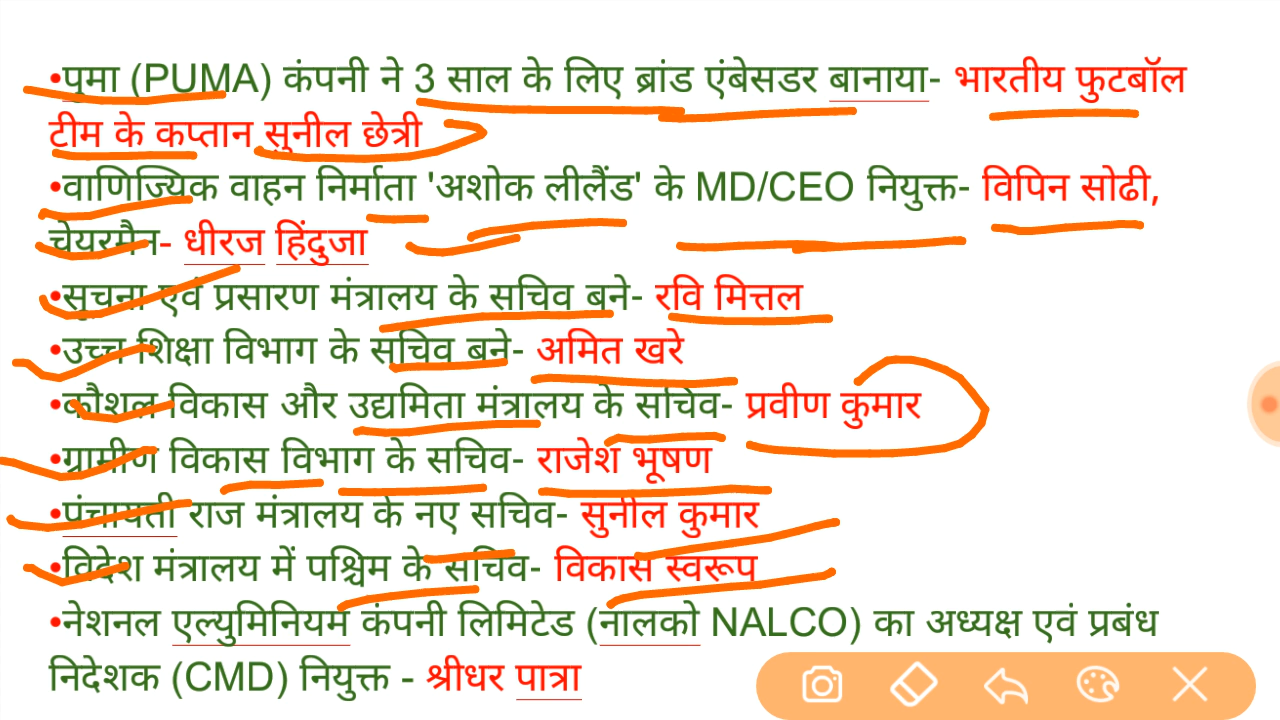 •पुमा (PUMA) कंपनी ने 3 साल के लिए ब्रांड एंबेसडर बानाया- भारतीय फुटबॉल
टीम के कप्तान सुनील छेत्री
•वाणिज्यिक वाहन निर्माता 'अशोक लीलैंड' के MD/CEO नियुक्त- विपिन सोढी,
चेयरमैन- धीरज हिंदुजा
•सूचना एवं प्रसारण मंत्रालय के सचिव बने- रवि मित्तल
•उच्च शिक्षा विभाग के सचिव बने- अमित खरे
•कौशल विकास और उद्यमिता मंत्रालय के सचिव- प्रवीण कुमार
•ग्रामीण विकास विभाग के सचिव- राजेश भूषण
•पंचायती राज मंत्रालय के नए सचिव- सुनील कुमार
•विदेश मंत्रालय में पश्चिम के सचिव- विकास स्वरूप
•नेशनल एल्युमिनियम कंपनी लिमिटेड (नालको NALCO) का अध्यक्ष एवं प्रबंध
निदेशक (CMD) नियुक्त - श्रीधर पात्रा